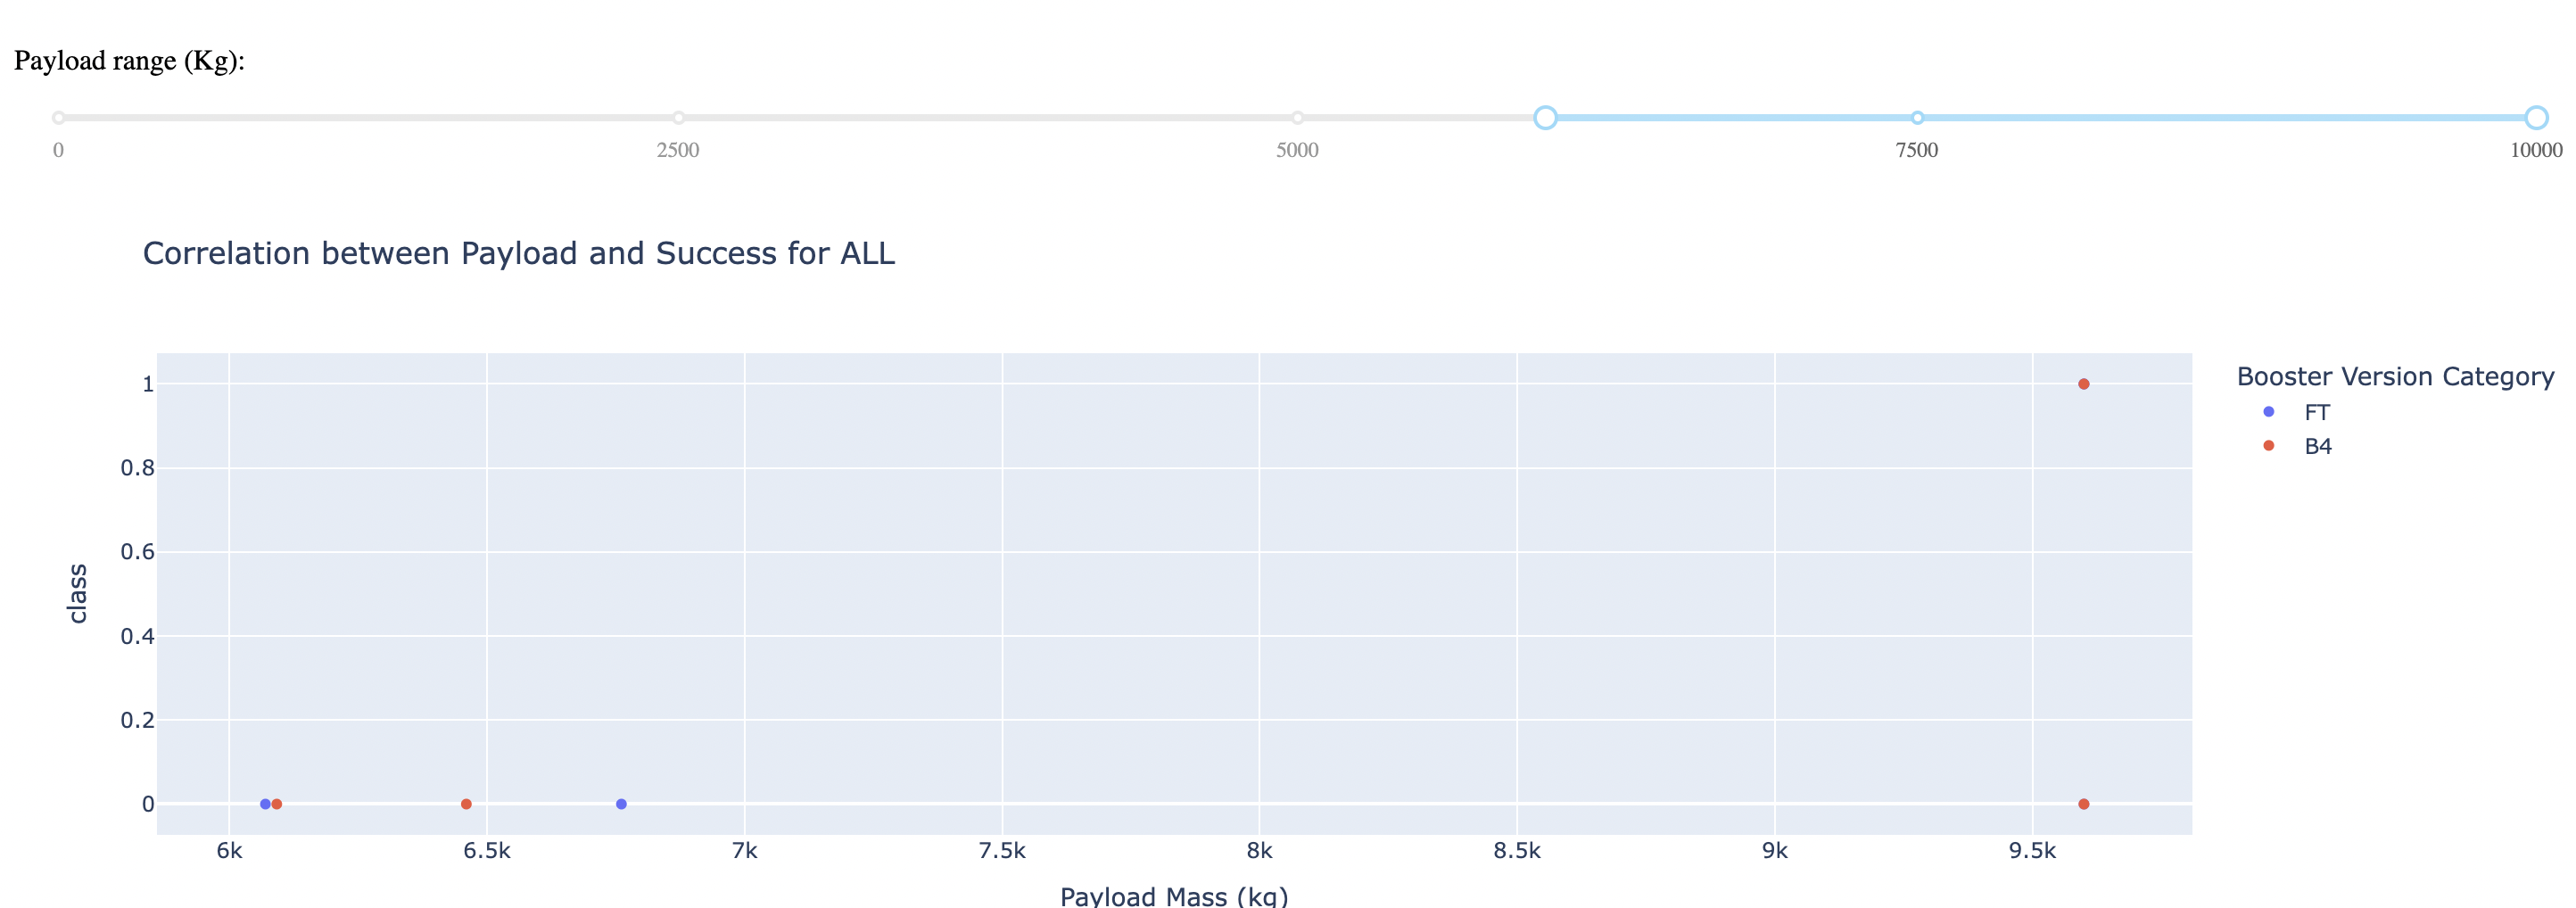 Payload range (Kg):
0 2500 5000 7500 10000
Correlation between Payload and Success for ALL
Booster Version Category
FT
B4
class
1
0.8
0.6
0.4
0.2
0
6k 6.5k 7k 7.5k 8k 8.5k 9k 9.5k
Payload Mass (kg)